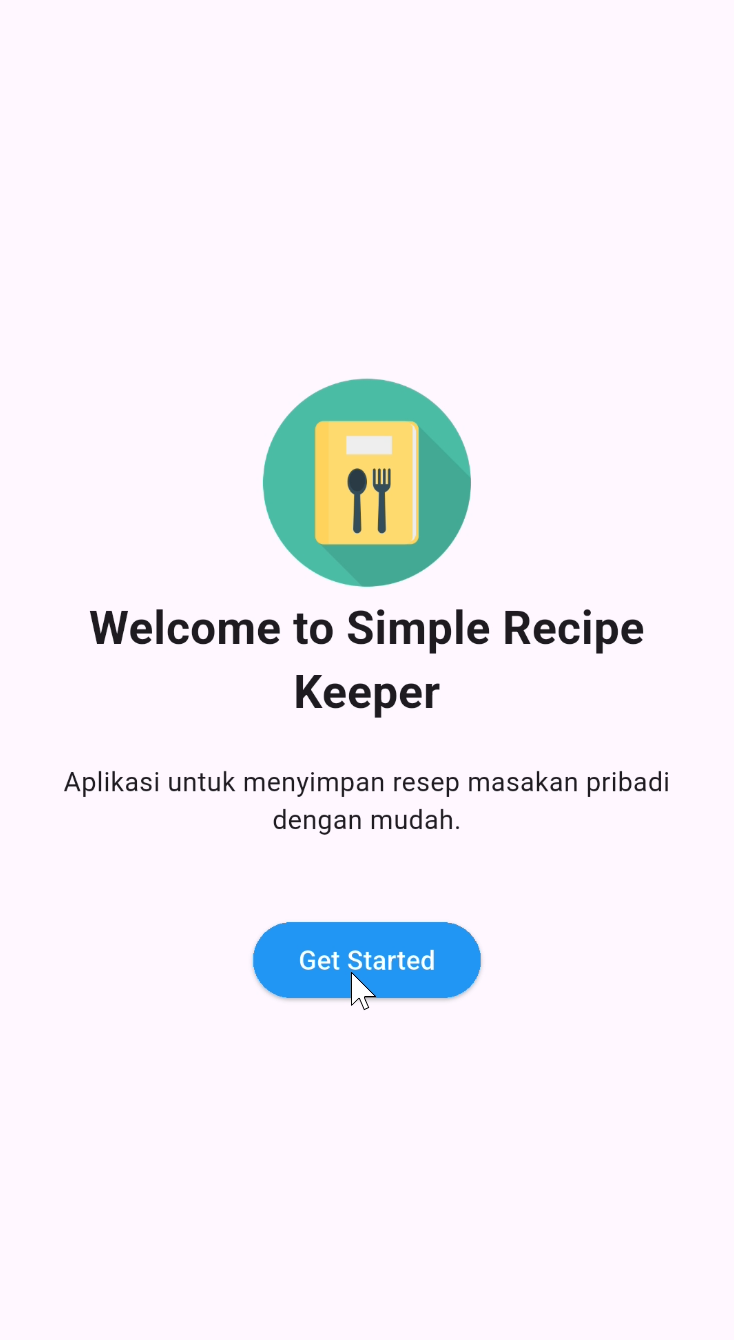 Welcome to Simple Recipe
Keeper
Aplikasi untuk menyimpan resep masakan pribadi
dengan mudah.
Get Started